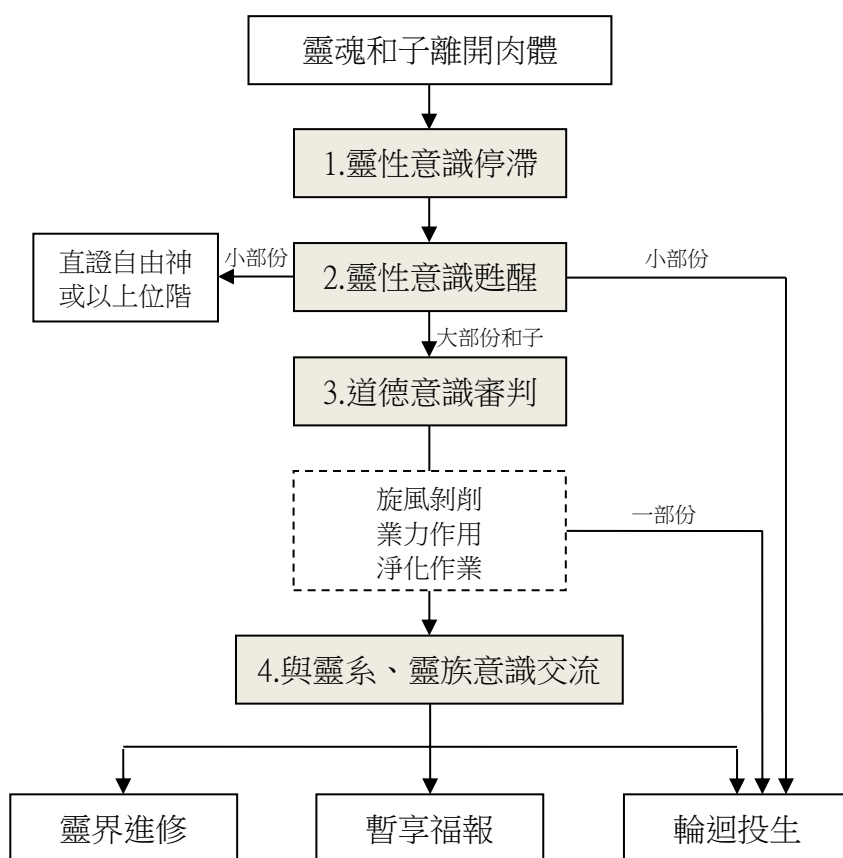 靈魂和子離開肉體
1.靈性意識停滯
直證自由神
或以上位階
小部份
2.靈性意識甦醒
小部份
大部份和子
3.道德意識審判
旋風剝削
業力作用
淨化作業
一部份
4.與靈系、靈族意識交流
靈界進修
暫享福報
輪迴投生